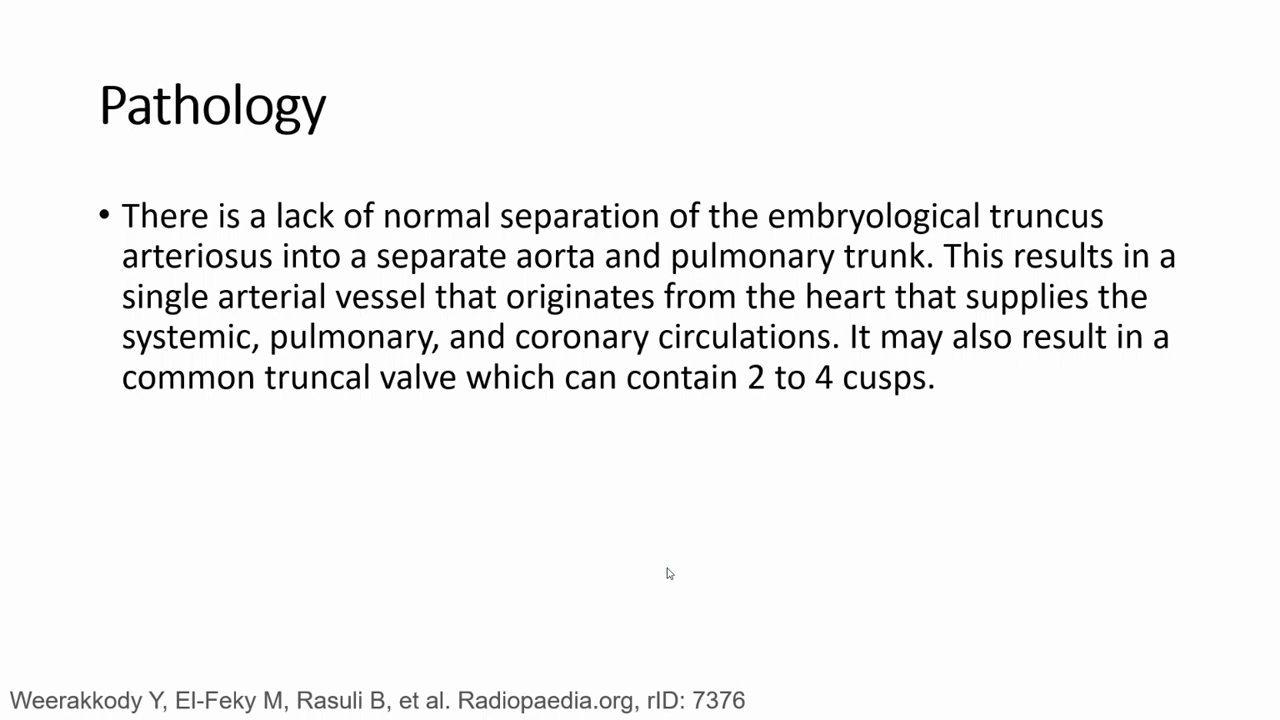 Pathology
• There is a lack of normal separation of the embryological truncus
arteriosus into a separate aorta and pulmonary trunk. This results in a
single arterial vessel that originates from the heart that supplies the
systemic, pulmonary, and coronary circulations. It may also result in a
common truncal valve which can contain 2 to 4 cusps.
Weerakkody Y, El-Feky M, Rasuli B, et al. Radiopaedia.org, rID: 7376